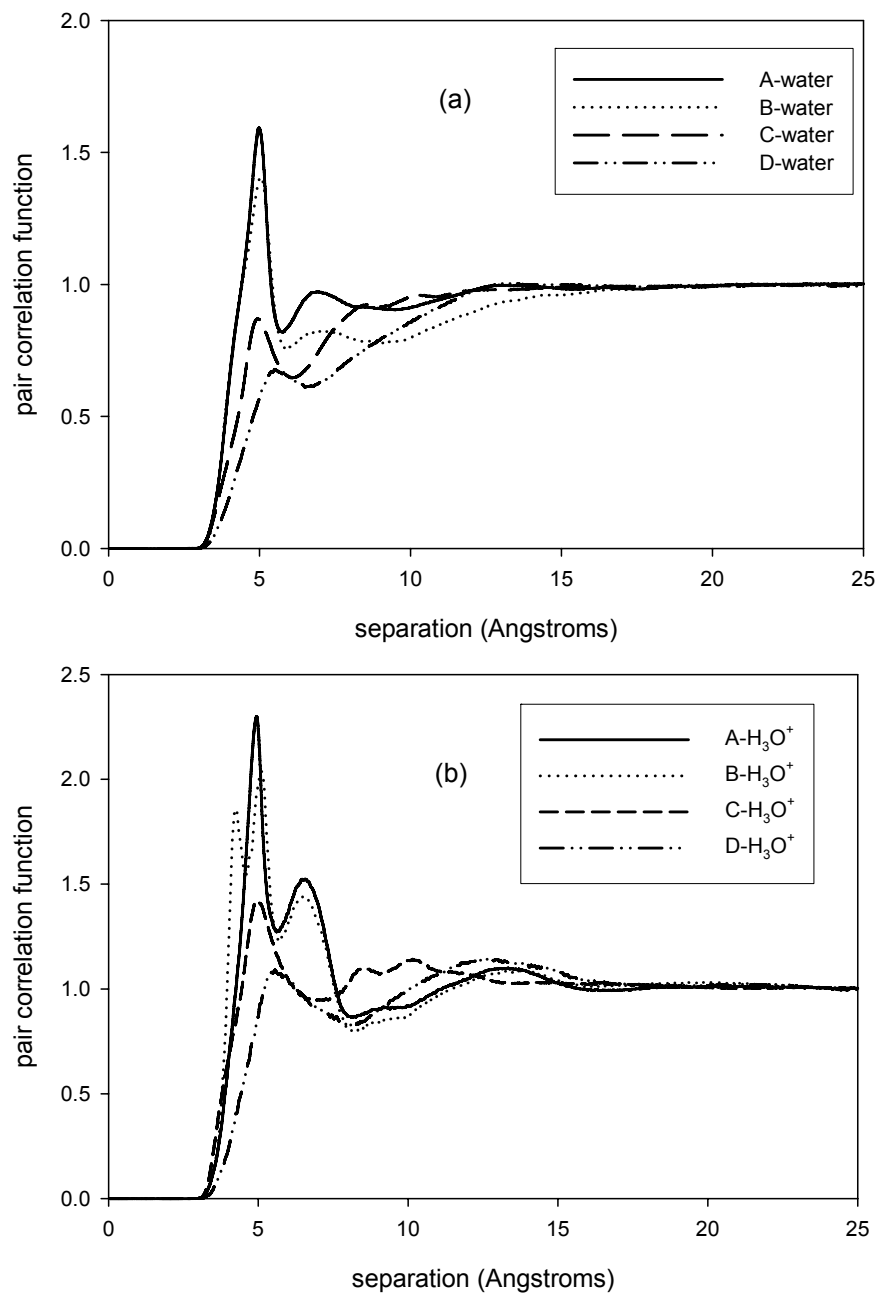 2.0
1.5
1.0
0.5
0.0
pair correlation function
(a)
A-water
B-water
C-water
D-water
0 5 10 15 20 25
separation (Angstroms)
2.5
2.0
1.5
1.0
0.5
0.0
pair correlation function
(b)
A-H₃O⁺
B-H₃O⁺
C-H₃O⁺
D-H₃O⁺
0 5 10 15 20 25
separation (Angstroms)